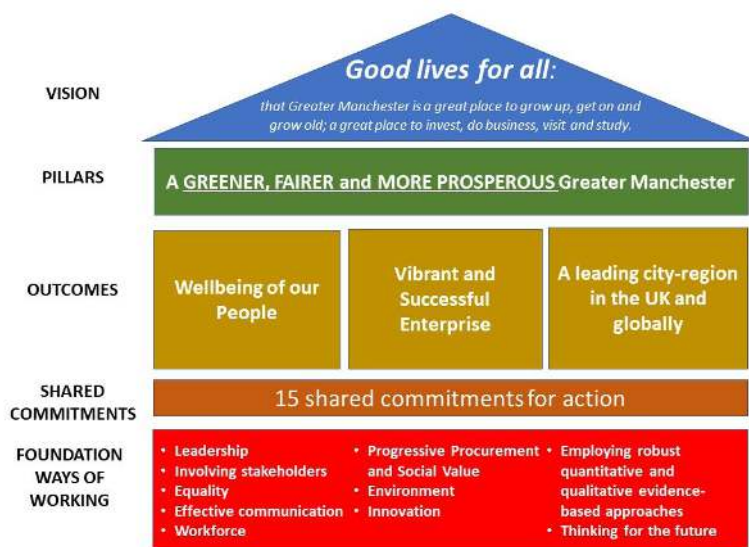 VISION
Good lives for all:
that Greater Manchester is a great place to grow up, get on and
grow old; a great place to invest, do business, visit and study.
PILLARS
A GREENER, FAIRER and MORE PROSPEROUS Greater Manchester
OUTCOMES
Wellbeing of our
People
Vibrant and
Successful
Enterprise
A leading city-region
in the UK and
globally
SHARED
COMMITMENTS
15 shared commitments for action
FOUNDATION
WAYS OF
WORKING
• Leadership
• Involving stakeholders
• Equality
• Effective communication
• Workforce
• Progressive Procurement
and Social Value
• Environment
• Innovation
• Employing robust
quantitative and
qualitative evidence-
based approaches
• Thinking for the future